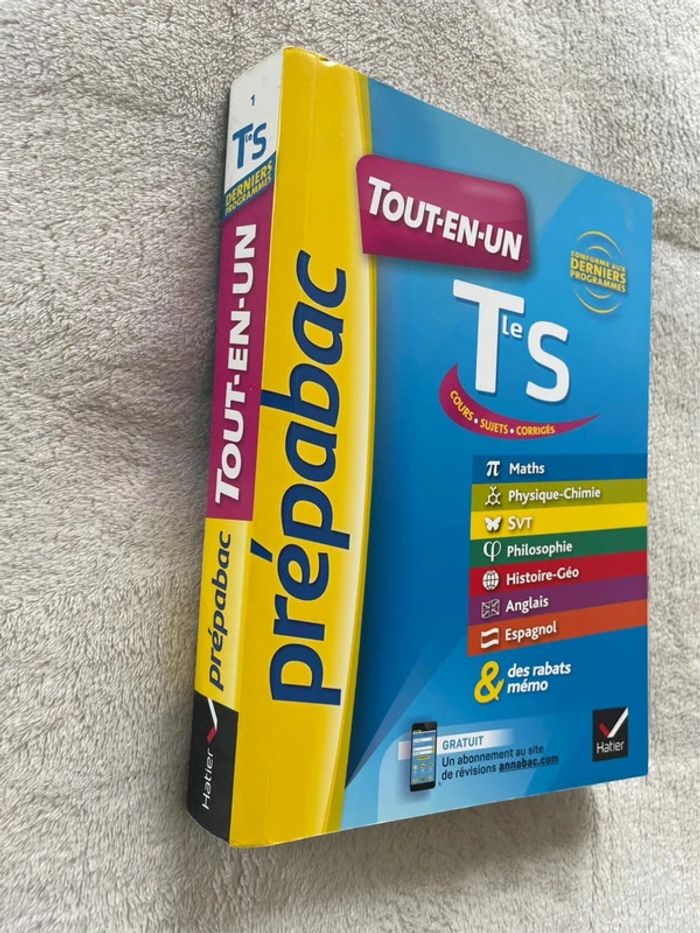 1
TleS
DERNIERS
PROGRAMMES
TOUT-EN-UN
prépabac
Hatier
prépabac
TOUT-EN-UN
CONFORME AUX
DERNIERS
PROGRAMMES
TleS
COURS • SUJETS • CORRIGÉS
π Maths
Physique-Chimie
SVT
φ Philosophie
Histoire-Géo
Anglais
Espagnol
& des rabats
mémo
GRATUIT
Un abonnement au site
de révisions annabac.com
Hatier